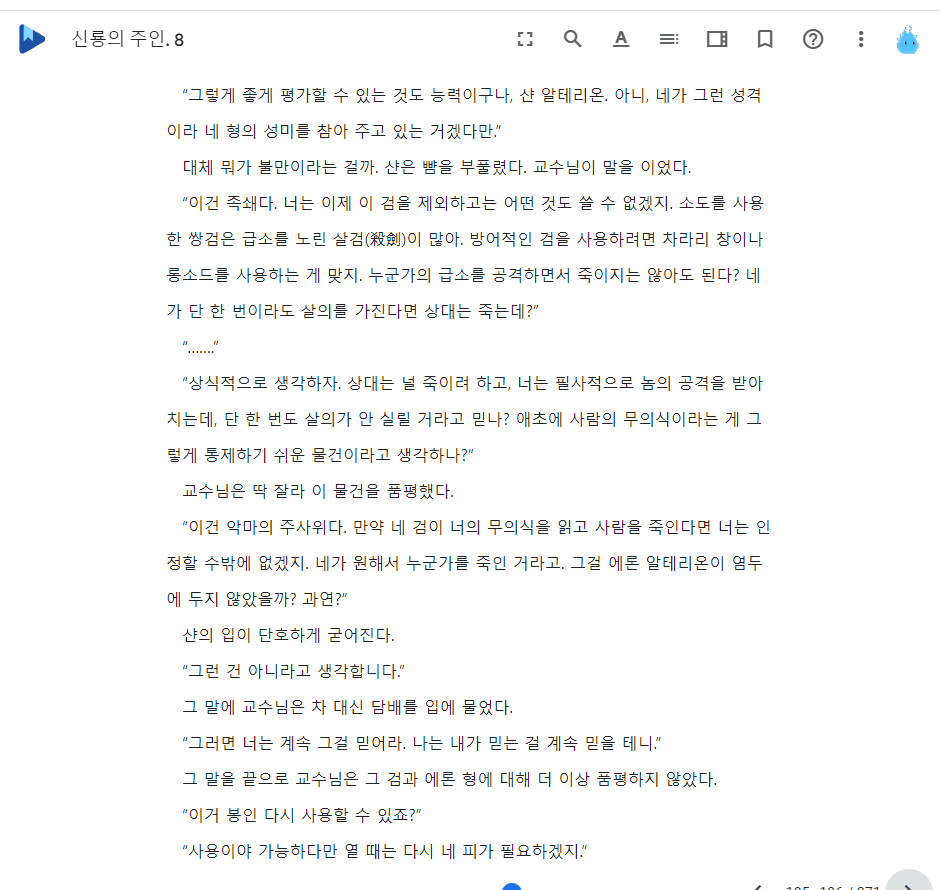 신룡의 주인. 8
"그렇게 좋게 평가할 수 있는 것도 능력이구나, 샨 알테리온. 아니, 네가 그런 성격
이라 네 형의 성미를 참아 주고 있는 거겠다만."
대체 뭐가 불만이라는 걸까. 샨은 뺨을 부풀렸다. 교수님이 말을 이었다.
"이건 족쇄다. 너는 이제 이 검을 제외하고는 어떤 것도 쓸 수 없겠지. 소도를 사용
한 쌍검은 급소를 노린 살검(殺劍)이 많아. 방어적인 검을 사용하려면 차라리 창이나
롱소드를 사용하는 게 맞지. 누군가의 급소를 공격하면서 죽이지는 않아도 된다? 네
가 단 한 번이라도 살의를 가진다면 상대는 죽는데?"
"……."
"상식적으로 생각하자. 상대는 널 죽이려 하고, 너는 필사적으로 놈의 공격을 받아
치는데, 단 한 번도 살의가 안 실릴 거라고 믿나? 애초에 사람의 무의식이라는 게 그
렇게 통제하기 쉬운 물건이라고 생각하나?"
교수님은 딱 잘라 이 물건을 품평했다.
"이건 악마의 주사위다. 만약 네 검이 너의 무의식을 읽고 사람을 죽인다면 너는 인
정할 수밖에 없겠지. 네가 원해서 누군가를 죽인 거라고. 그걸 에론 알테리온이 염두
에 두지 않았을까? 과연?"
샨의 입이 단호하게 굳어진다.
"그런 건 아니라고 생각합니다."
그 말에 교수님은 차 대신 담배를 입에 물었다.
"그러면 너는 계속 그걸 믿어라. 나는 내가 믿는 걸 계속 믿을 테니."
그 말을 끝으로 교수님은 그 검과 에론 형에 대해 더 이상 품평하지 않았다.
"이거 봉인 다시 사용할 수 있죠?"
"사용이야 가능하다만 열 때는 다시 네 피가 필요하겠지."